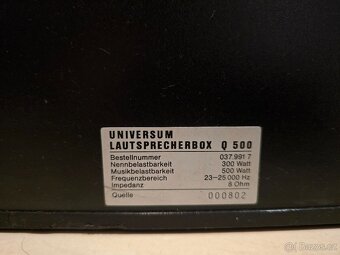 UNIVERSUM
LAUTSPRECHERBOX Q 500
Bestellnummer 037.991 7
Nennbelastbarkeit 300 Watt
Musikbelastbarkeit 500 Watt
Frequenzbereich 23–25 000 Hz
Impedanz 8 Ohm
Quelle 000802